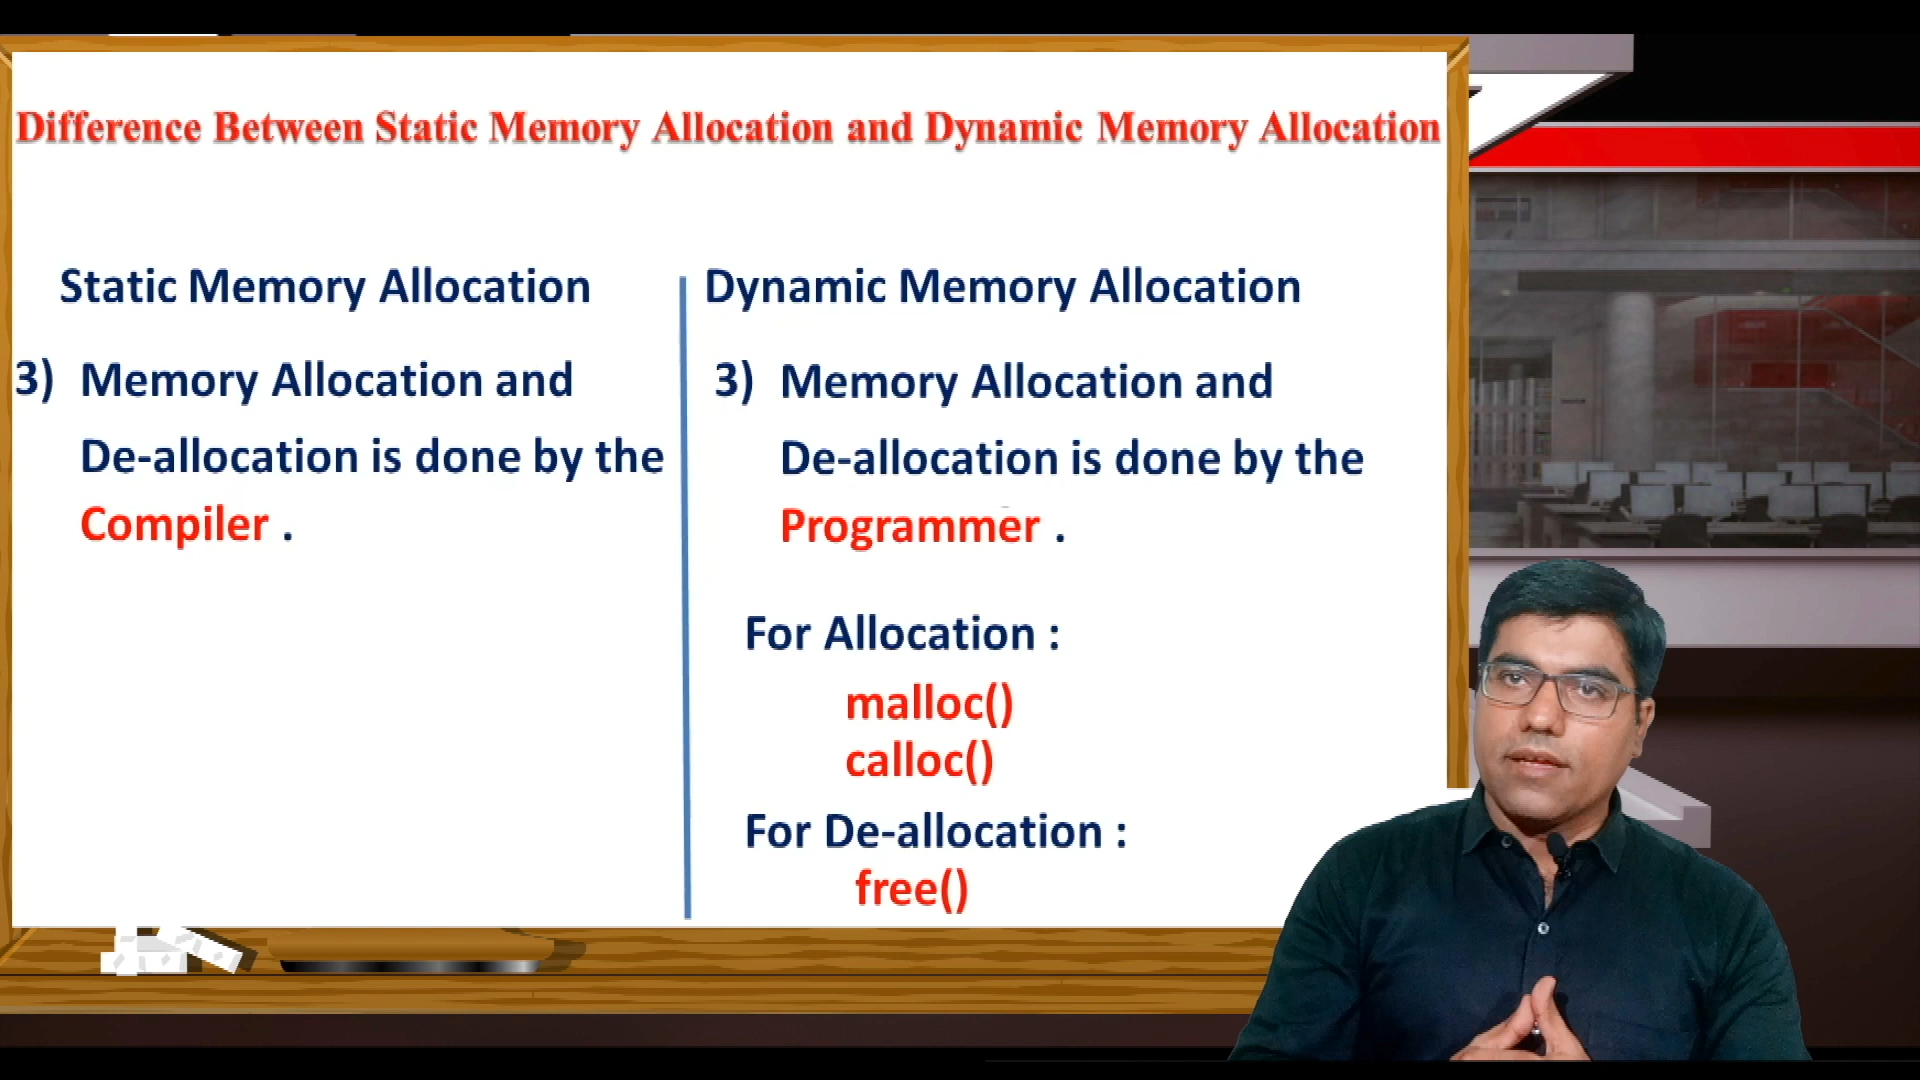 Difference Between Static Memory Allocation and Dynamic Memory Allocation
Static Memory Allocation
3) Memory Allocation and
De-allocation is done by the
Compiler .
Dynamic Memory Allocation
3) Memory Allocation and
De-allocation is done by the
Programmer .
For Allocation :
malloc()
calloc()
For De-allocation :
free()